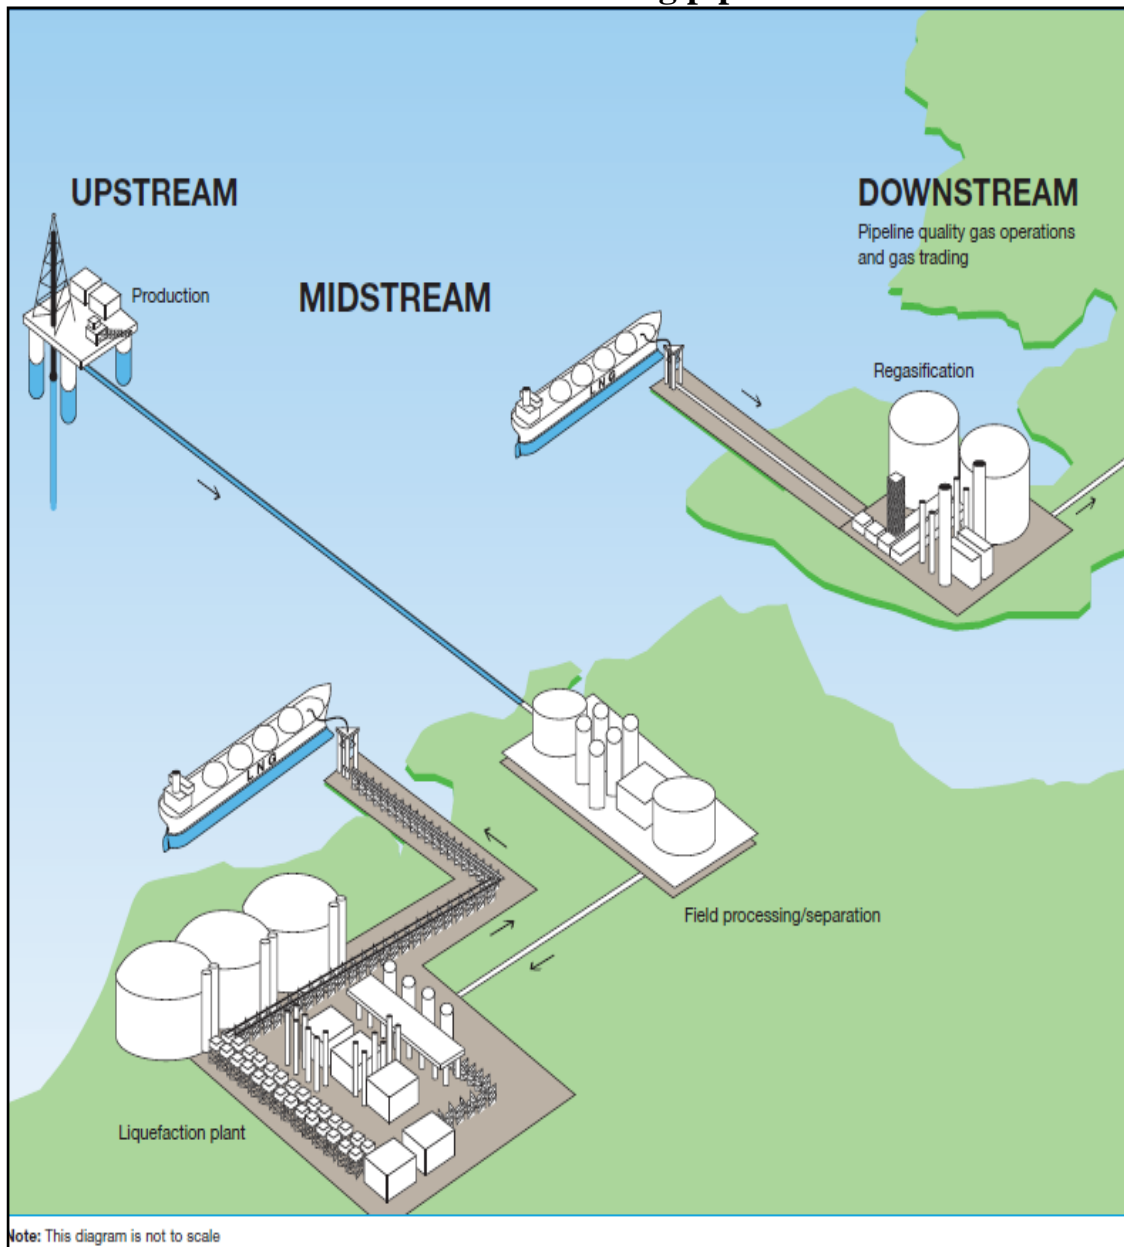 UPSTREAM
Production
MIDSTREAM
DOWNSTREAM
Pipeline quality gas operations
and gas trading
LNG
Regasification
LNG
Field processing/separation
Liquefaction plant
Note: This diagram is not to scale